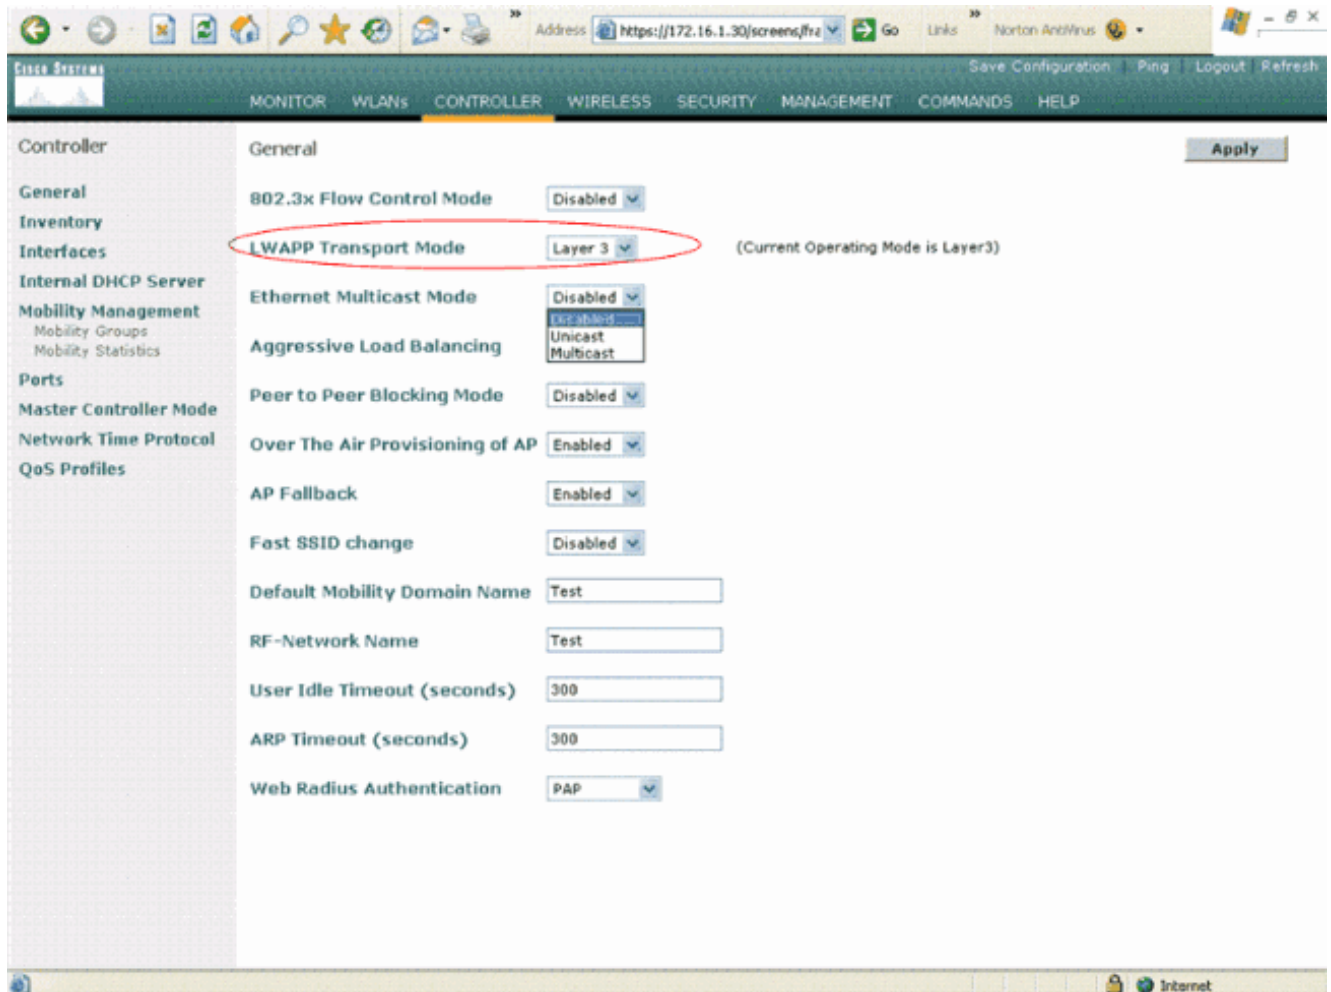 Address https://172.16.1.30/screens/fra Go Links Norton AntiVirus
CISCO SYSTEMS
Save Configuration Ping Logout Refresh
MONITOR WLANs CONTROLLER WIRELESS SECURITY MANAGEMENT COMMANDS HELP
Controller
General
Inventory
Interfaces
Internal DHCP Server
Mobility Management
Mobility Groups
Mobility Statistics
Ports
Master Controller Mode
Network Time Protocol
QoS Profiles
General
Apply
802.3x Flow Control Mode Disabled
LWAPP Transport Mode Layer 3 (Current Operating Mode is Layer3)
Ethernet Multicast Mode Disabled
Disabled
Unicast
Multicast
Aggressive Load Balancing
Peer to Peer Blocking Mode Disabled
Over The Air Provisioning of AP Enabled
AP Fallback Enabled
Fast SSID change Disabled
Default Mobility Domain Name Test
RF-Network Name Test
User Idle Timeout (seconds) 300
ARP Timeout (seconds) 300
Web Radius Authentication PAP
Internet